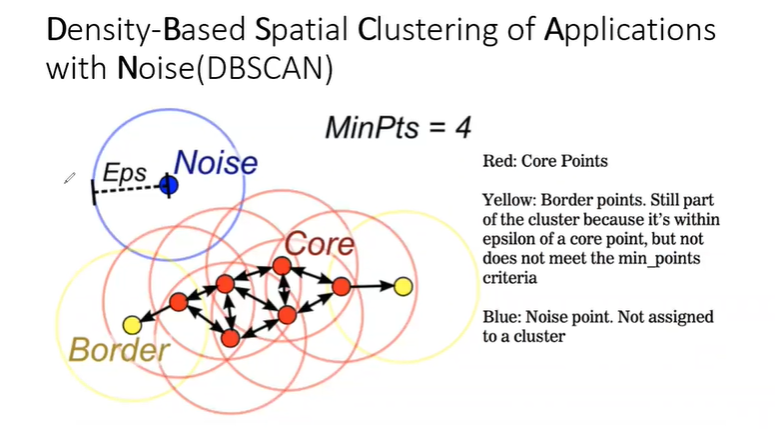 Density-Based Spatial Clustering of Applications
with Noise(DBSCAN)
MinPts = 4
Eps
Noise
Core
Border
Red: Core Points
Yellow: Border points. Still part
of the cluster because it's within
epsilon of a core point, but not
does not meet the min_points
criteria
Blue: Noise point. Not assigned
to a cluster